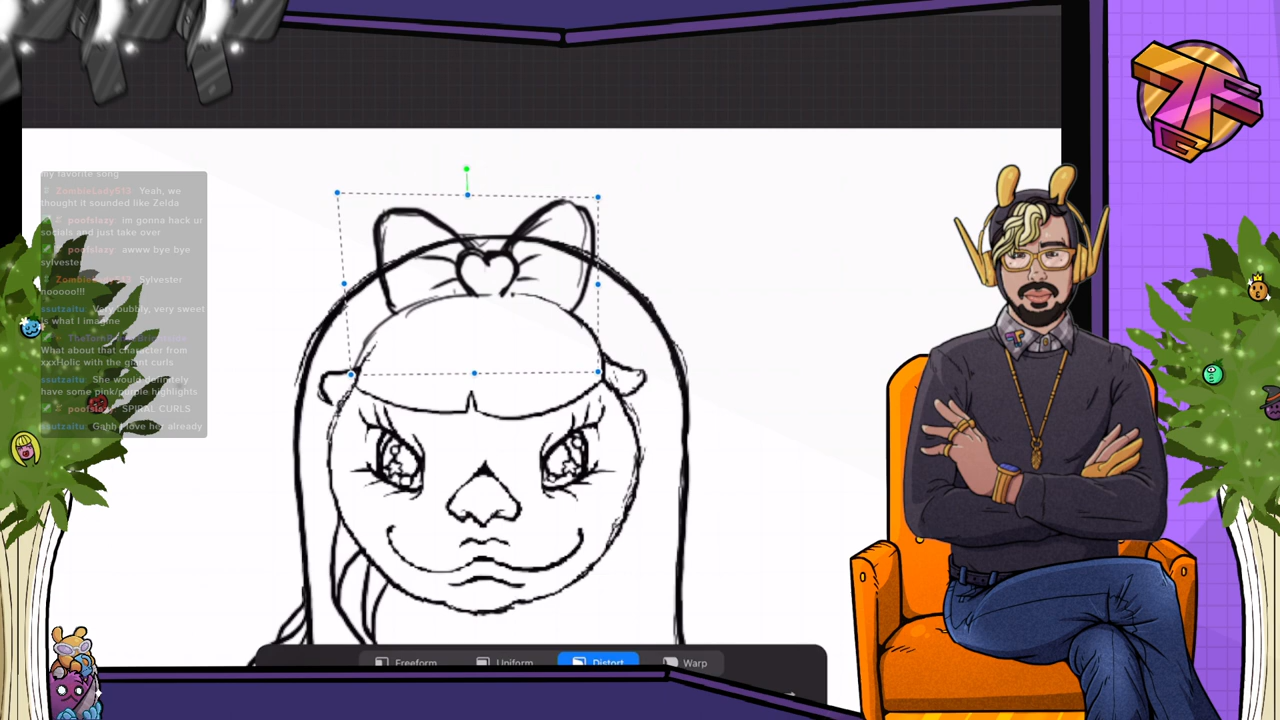 my favorite song
ZombieLady513 Yeah, we
thought it sounded like Zelda
poofslazy: im gonna hack ur
socials and just take over
poofslazy: awww bye bye
sylvester
ZombieLady513 Sylvester
nooooo!!!
ssutzaitu: Very bubbly, very sweet
is what I imagine
What about that character from
xxxHolic with the giant curls
ssutzaitu: She would definitely
have some pink/purple highlights
poofslazy: SPIRAL CURLS
ssutzaitu: Gahh I love her already
Freeform Uniform Distort Warp